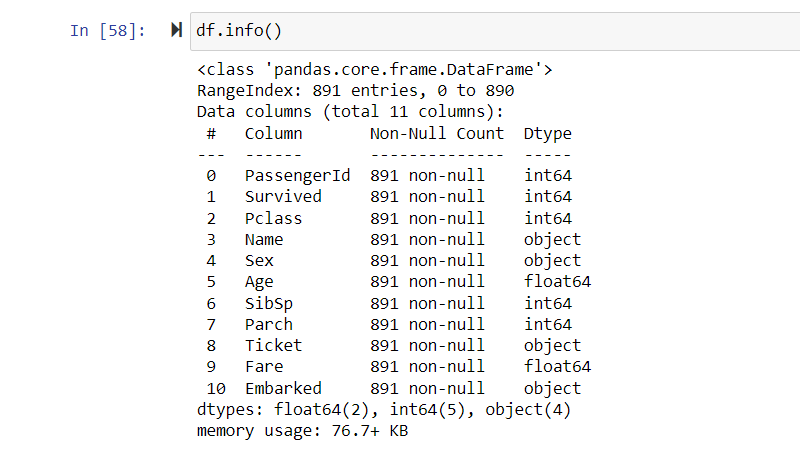 In [58]: df.info()
<class 'pandas.core.frame.DataFrame'>
RangeIndex: 891 entries, 0 to 890
Data columns (total 11 columns):
 #   Column       Non-Null Count  Dtype
---  ------       --------------  -----
 0   PassengerId  891 non-null    int64
 1   Survived     891 non-null    int64
 2   Pclass       891 non-null    int64
 3   Name         891 non-null    object
 4   Sex          891 non-null    object
 5   Age          891 non-null    float64
 6   SibSp        891 non-null    int64
 7   Parch        891 non-null    int64
 8   Ticket       891 non-null    object
 9   Fare         891 non-null    float64
 10  Embarked     891 non-null    object
dtypes: float64(2), int64(5), object(4)
memory usage: 76.7+ KB